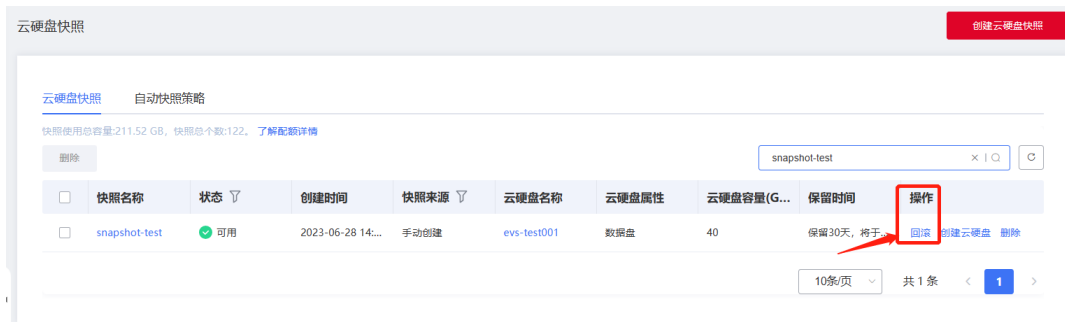 云硬盘快照
创建云硬盘快照
云硬盘快照 自动快照策略
快照使用总容量:211.52 GB，快照总个数:122。 了解配额详情
删除 snapshot-test
快照名称 状态 创建时间 快照来源 云硬盘名称 云硬盘属性 云硬盘容量(G... 保留时间 操作
snapshot-test 可用 2023-06-28 14:... 手动创建 evs-test001 数据盘 40 保留30天，将于... 回滚 创建云硬盘 删除
10条/页 共 1 条 < 1 >